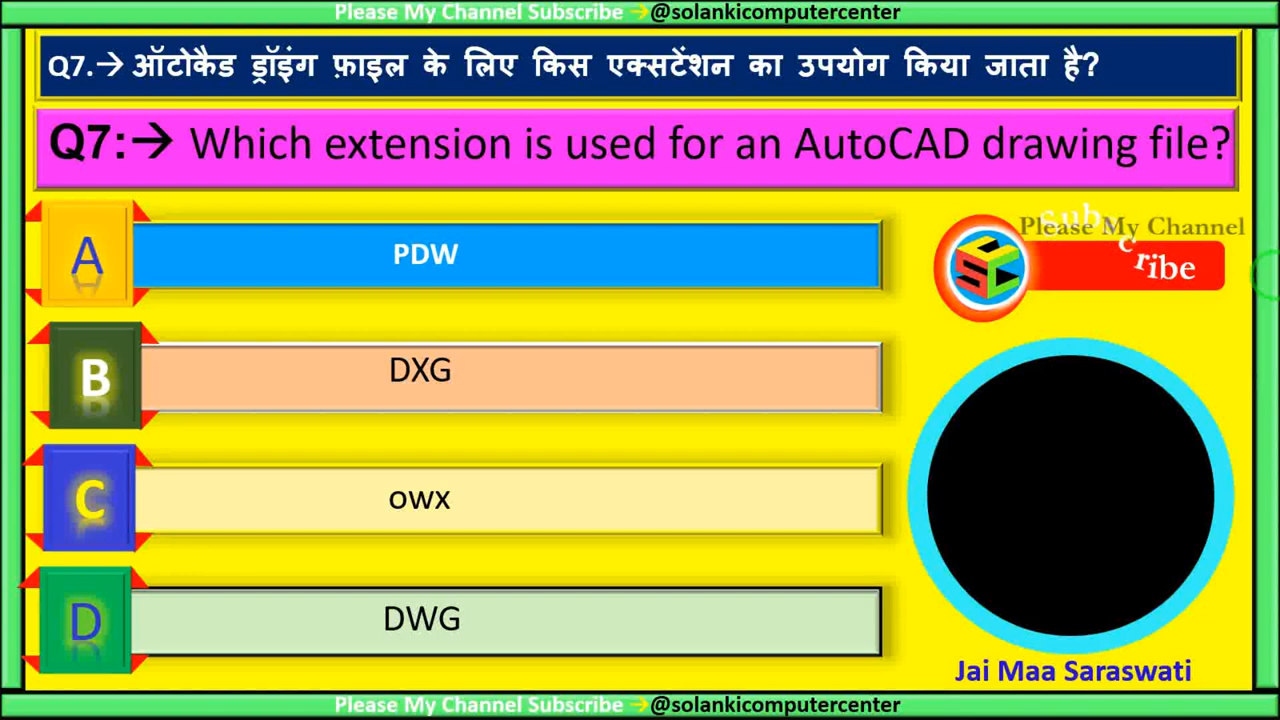 Please My Channel Subscribe →@solankicomputercenter
Q7.→ ऑटोकैड ड्रॉइंग फ़ाइल के लिए किस एक्सटेंशन का उपयोग किया जाता है?
Q7:→ Which extension is used for an AutoCAD drawing file?
A PDW
Please My Channel
Subscribe
B DXG
C OWX
D DWG
Jai Maa Saraswati
Please My Channel Subscribe →@solankicomputercenter